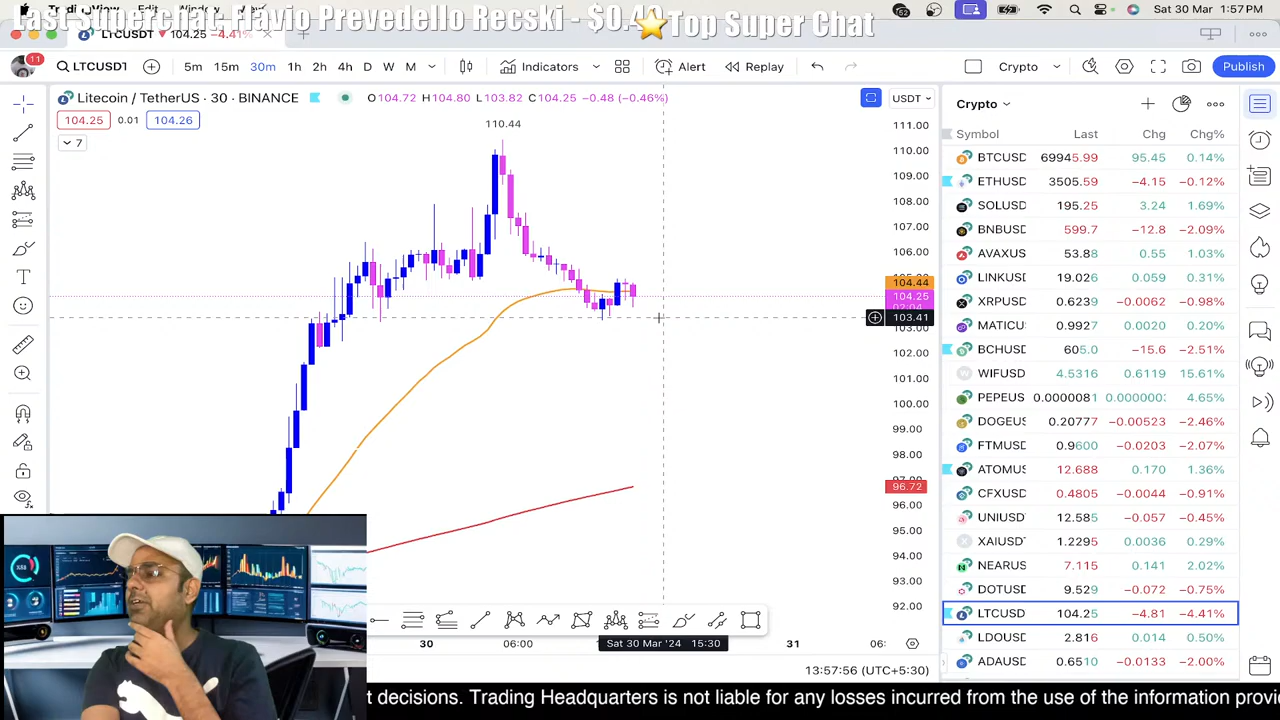 Last Superchat: Flavio Prevedello Recski - $0.4
Top Super Chat
Sat 30 Mar 1:57 PM
LTCUSDT 104.25 −4.41%
11
LTCUSDT
5m 15m 30m 1h 2h 4h D W M
Indicators
Alert
Replay
Crypto
Publish
Litecoin / TetherUS · 30 · BINANCE
O104.72 H104.80 L103.82 C104.25 −0.48 (−0.46%)
USDT
104.25 0.01 104.26
7
110.44
111.00
110.00
109.00
108.00
107.00
106.00
104.44
104.25
02:04
103.41
103.00
102.00
101.00
100.00
99.00
98.00
96.72
96.00
95.00
94.00
93.00
92.00
30 06:00 Sat 30 Mar '24 15:30 31 06:
13:57:56 (UTC+5:30)
Crypto
Symbol Last Chg Chg%
BTCUSD 69945.99 95.45 0.14%
ETHUSD 3505.59 −4.15 −0.12%
SOLUSD 195.25 3.24 1.69%
BNBUSD 599.7 −12.8 −2.09%
AVAXUS 53.88 0.55 1.03%
LINKUSD 19.026 0.059 0.31%
XRPUSD 0.6239 −0.0062 −0.98%
MATICU 0.9927 0.0020 0.20%
BCHUSD 605.0 −15.6 −2.51%
WIFUSD 4.5316 0.6119 15.61%
PEPEUS 0.0000081 0.0000003 4.65%
DOGEU 0.20777 −0.00523 −2.46%
FTMUSD 0.9600 −0.0203 −2.07%
ATOMUS 12.688 0.170 1.36%
CFXUSD 0.4805 −0.0044 −0.91%
UNIUSD 12.585 −0.057 −0.45%
XAIUSD 1.2295 0.0036 0.29%
NEARUS 7.115 0.141 2.02%
DOTUSD 9.529 −0.072 −0.75%
LTCUSD 104.25 −4.81 −4.41%
LDOUSD 2.816 0.014 0.50%
ADAUSD 0.6510 −0.0133 −2.00%
t decisions. Trading Headquarters is not liable for any losses incurred from the use of the information provi